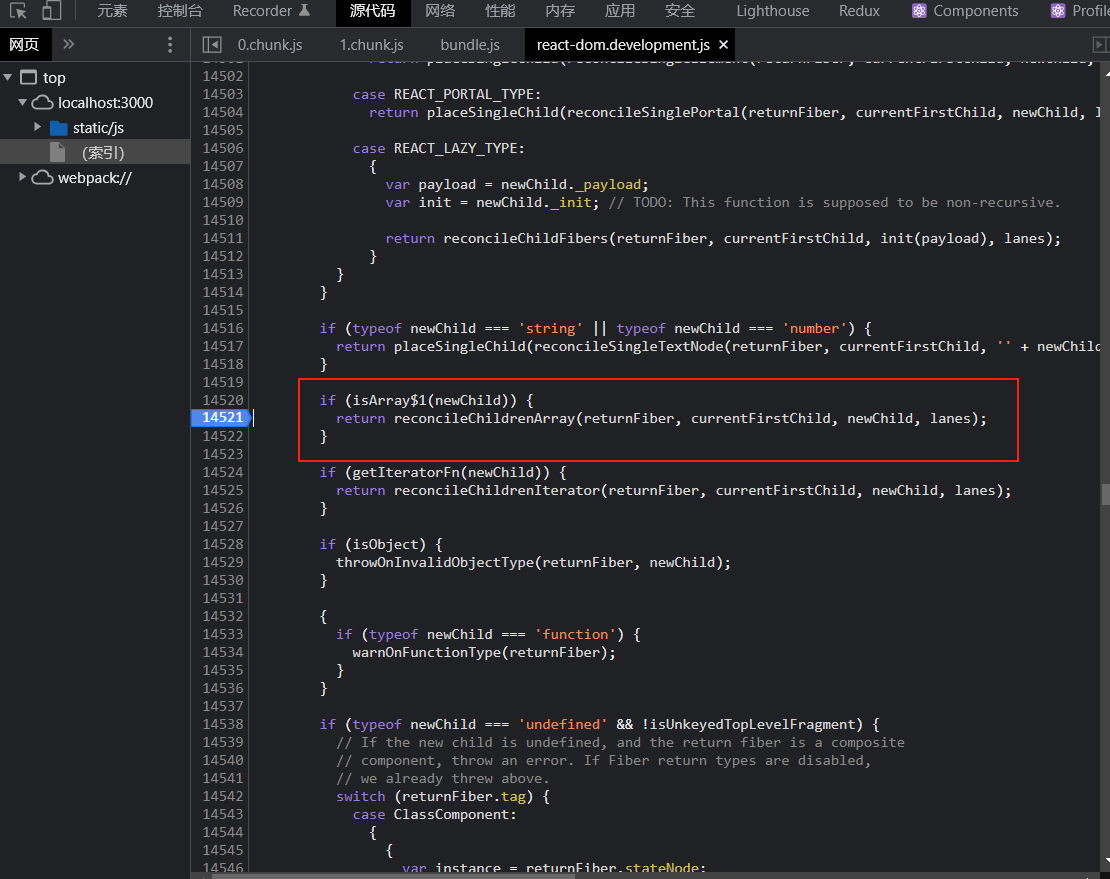 元素 控制台 Recorder 源代码 网络 性能 内存 应用 安全 Lighthouse Redux Components Profile
网页 » 0.chunk.js 1.chunk.js bundle.js react-dom.development.js ×
top
localhost:3000
static/js
(索引)
webpack://
14502
14503 case REACT_PORTAL_TYPE:
14504 return placeSingleChild(reconcileSinglePortal(returnFiber, currentFirstChild, newChild, l
14505
14506 case REACT_LAZY_TYPE:
14507 {
14508 var payload = newChild._payload;
14509 var init = newChild._init; // TODO: This function is supposed to be non-recursive.
14510
14511 return reconcileChildFibers(returnFiber, currentFirstChild, init(payload), lanes);
14512 }
14513 }
14514 }
14515
14516 if (typeof newChild === 'string' || typeof newChild === 'number') {
14517 return placeSingleChild(reconcileSingleTextNode(returnFiber, currentFirstChild, '' + newChild
14518 }
14519
14520 if (isArray$1(newChild)) {
14521 return reconcileChildrenArray(returnFiber, currentFirstChild, newChild, lanes);
14522 }
14523
14524 if (getIteratorFn(newChild)) {
14525 return reconcileChildrenIterator(returnFiber, currentFirstChild, newChild, lanes);
14526 }
14527
14528 if (isObject) {
14529 throwOnInvalidObjectType(returnFiber, newChild);
14530 }
14531
14532 {
14533 if (typeof newChild === 'function') {
14534 warnOnFunctionType(returnFiber);
14535 }
14536 }
14537
14538 if (typeof newChild === 'undefined' && !isUnkeyedTopLevelFragment) {
14539 // If the new child is undefined, and the return fiber is a composite
14540 // component, throw an error. If Fiber return types are disabled,
14541 // we already threw above.
14542 switch (returnFiber.tag) {
14543 case ClassComponent:
14544 {
14545 {
14546 var instance = returnFiber.stateNode;